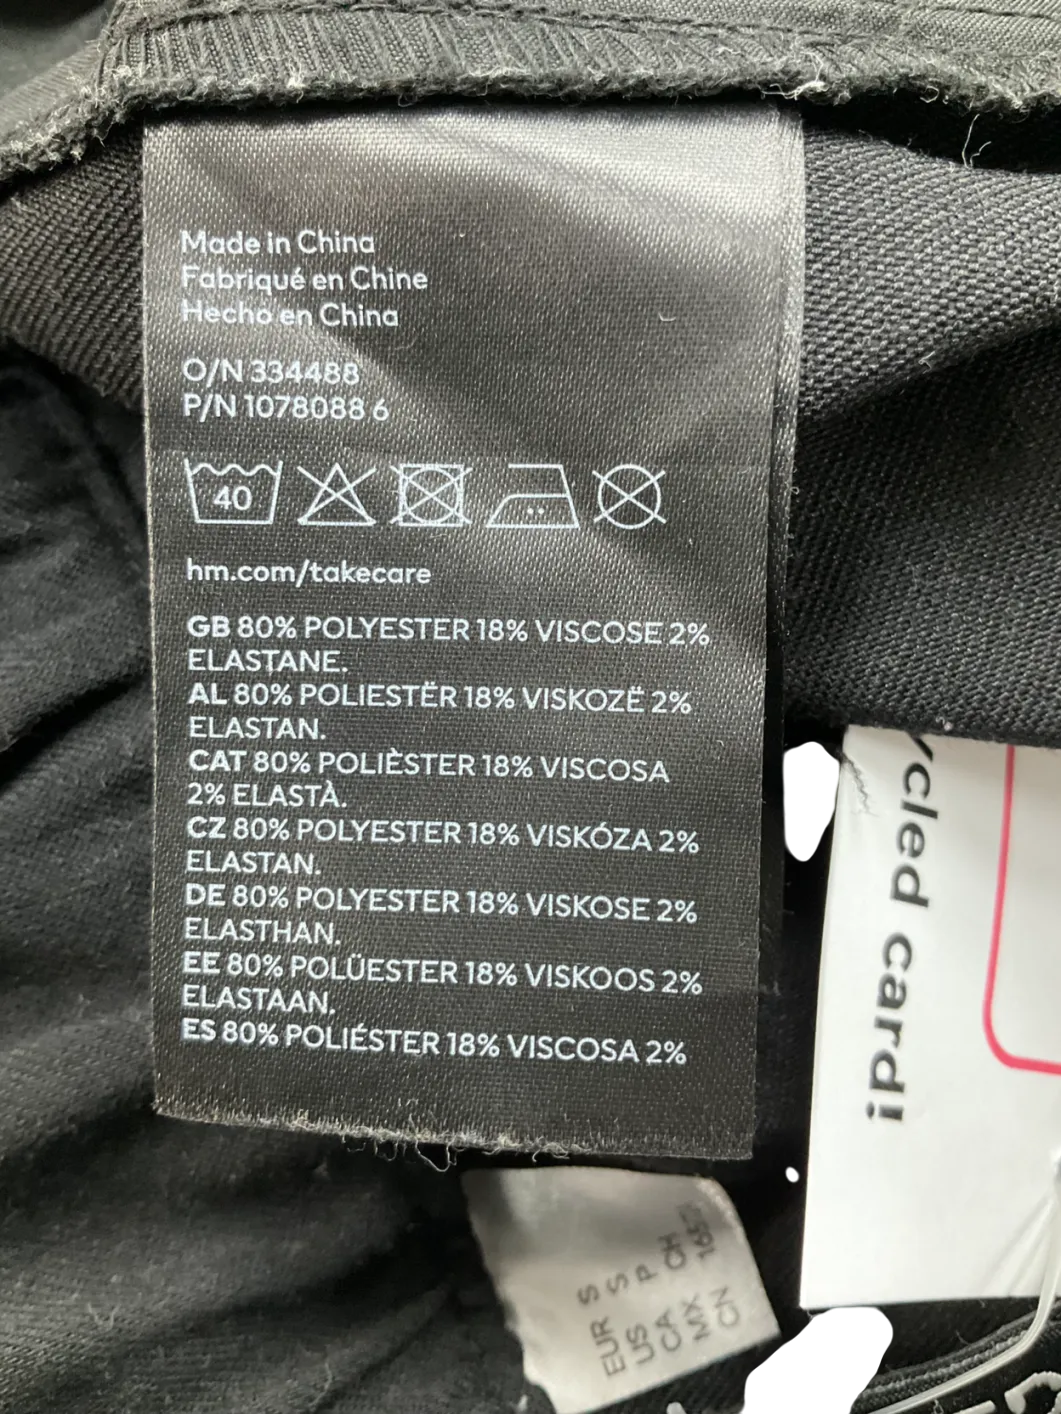 Made in China
Fabriqué en Chine
Hecho en China
O/N 334488
P/N 1078088 6
40
hm.com/takecare
GB 80% POLYESTER 18% VISCOSE 2%
ELASTANE.
AL 80% POLIESTËR 18% VISKOZË 2%
ELASTAN.
CAT 80% POLIÈSTER 18% VISCOSA
2% ELASTÀ.
CZ 80% POLYESTER 18% VISKÓZA 2%
ELASTAN.
DE 80% POLYESTER 18% VISKOSE 2%
ELASTHAN.
EE 80% POLÜESTER 18% VISKOOS 2%
ELASTAAN.
ES 80% POLIÉSTER 18% VISCOSA 2%
ycled card!
EUR S
US S
CA P
MX CH
CN